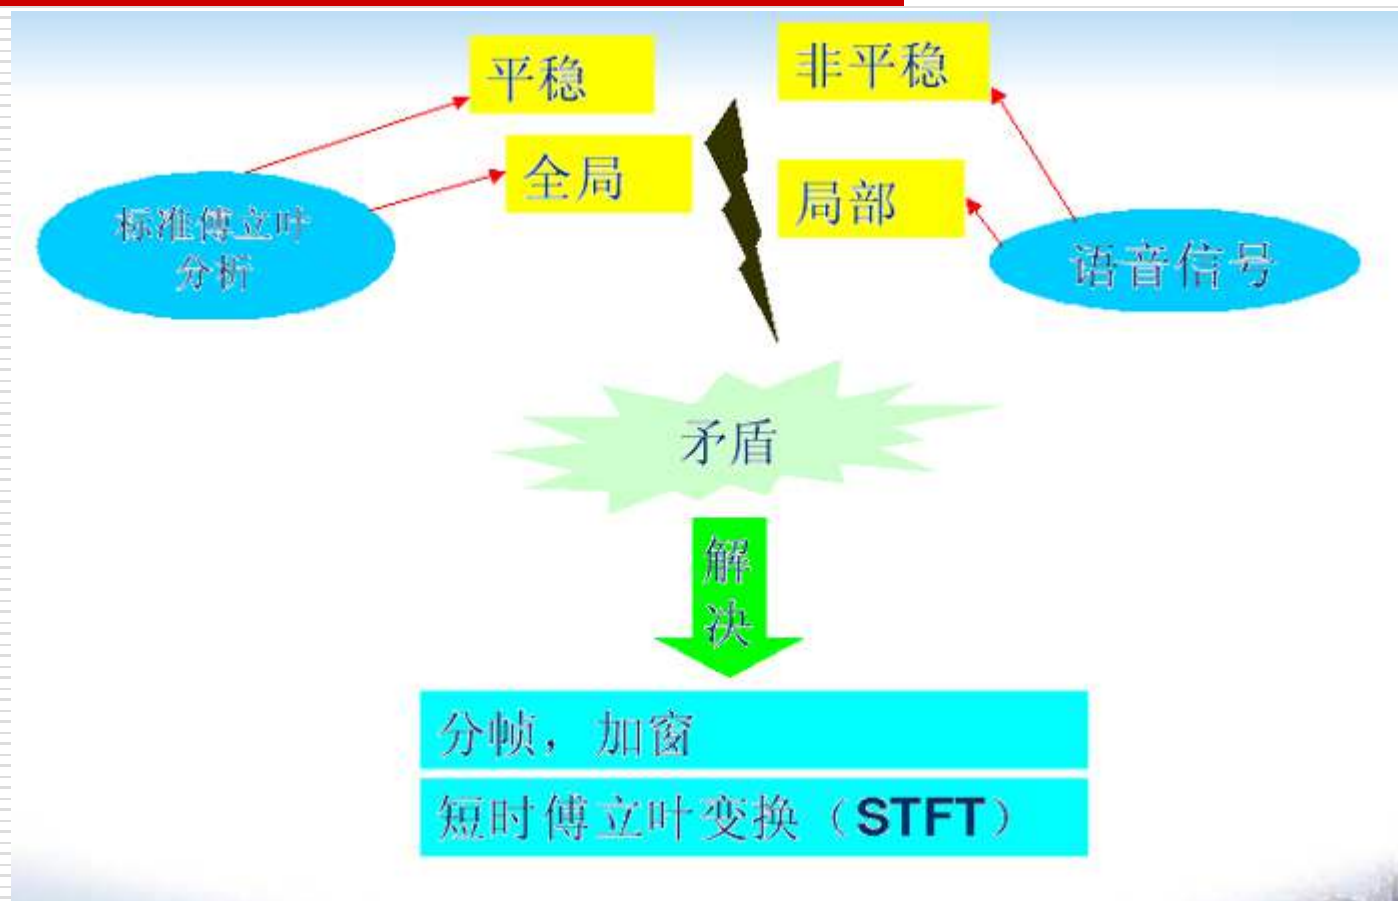 平稳
非平稳
全局
局部
标准傅立叶
分析
语音信号
矛盾
解
决
分帧，加窗
短时傅立叶变换（STFT）